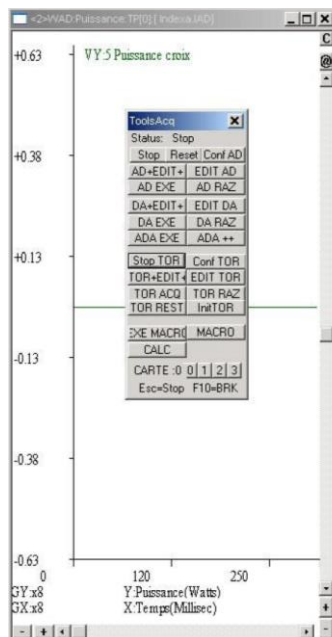 <2>WAD:Puissance:TP[0]:[ Indexa.IAD]
C
@
+0.63
VY:5 Puissance croix
ToolsAcq
Status: Stop
Stop Reset Conf AD
AD+EDIT+ EDIT AD
AD EXE AD RAZ
DA+EDIT+ EDIT DA
DA EXE DA RAZ
ADA EXE ADA ++
Stop TOR Conf TOR
TOR+EDIT+ EDIT TOR
TOR ACQ TOR RAZ
TOR REST InitTOR
EXE MACRO MACRO
CALC
CARTE :0 0 1 2 3
Esc=Stop F10=BRK
+0.38
+0.13
-0.13
-0.38
-0.63
0 120 250
GY:x8 Y:Puissance(Watts)
GX:x8 X:Temps(Millisec)
- +
- + -